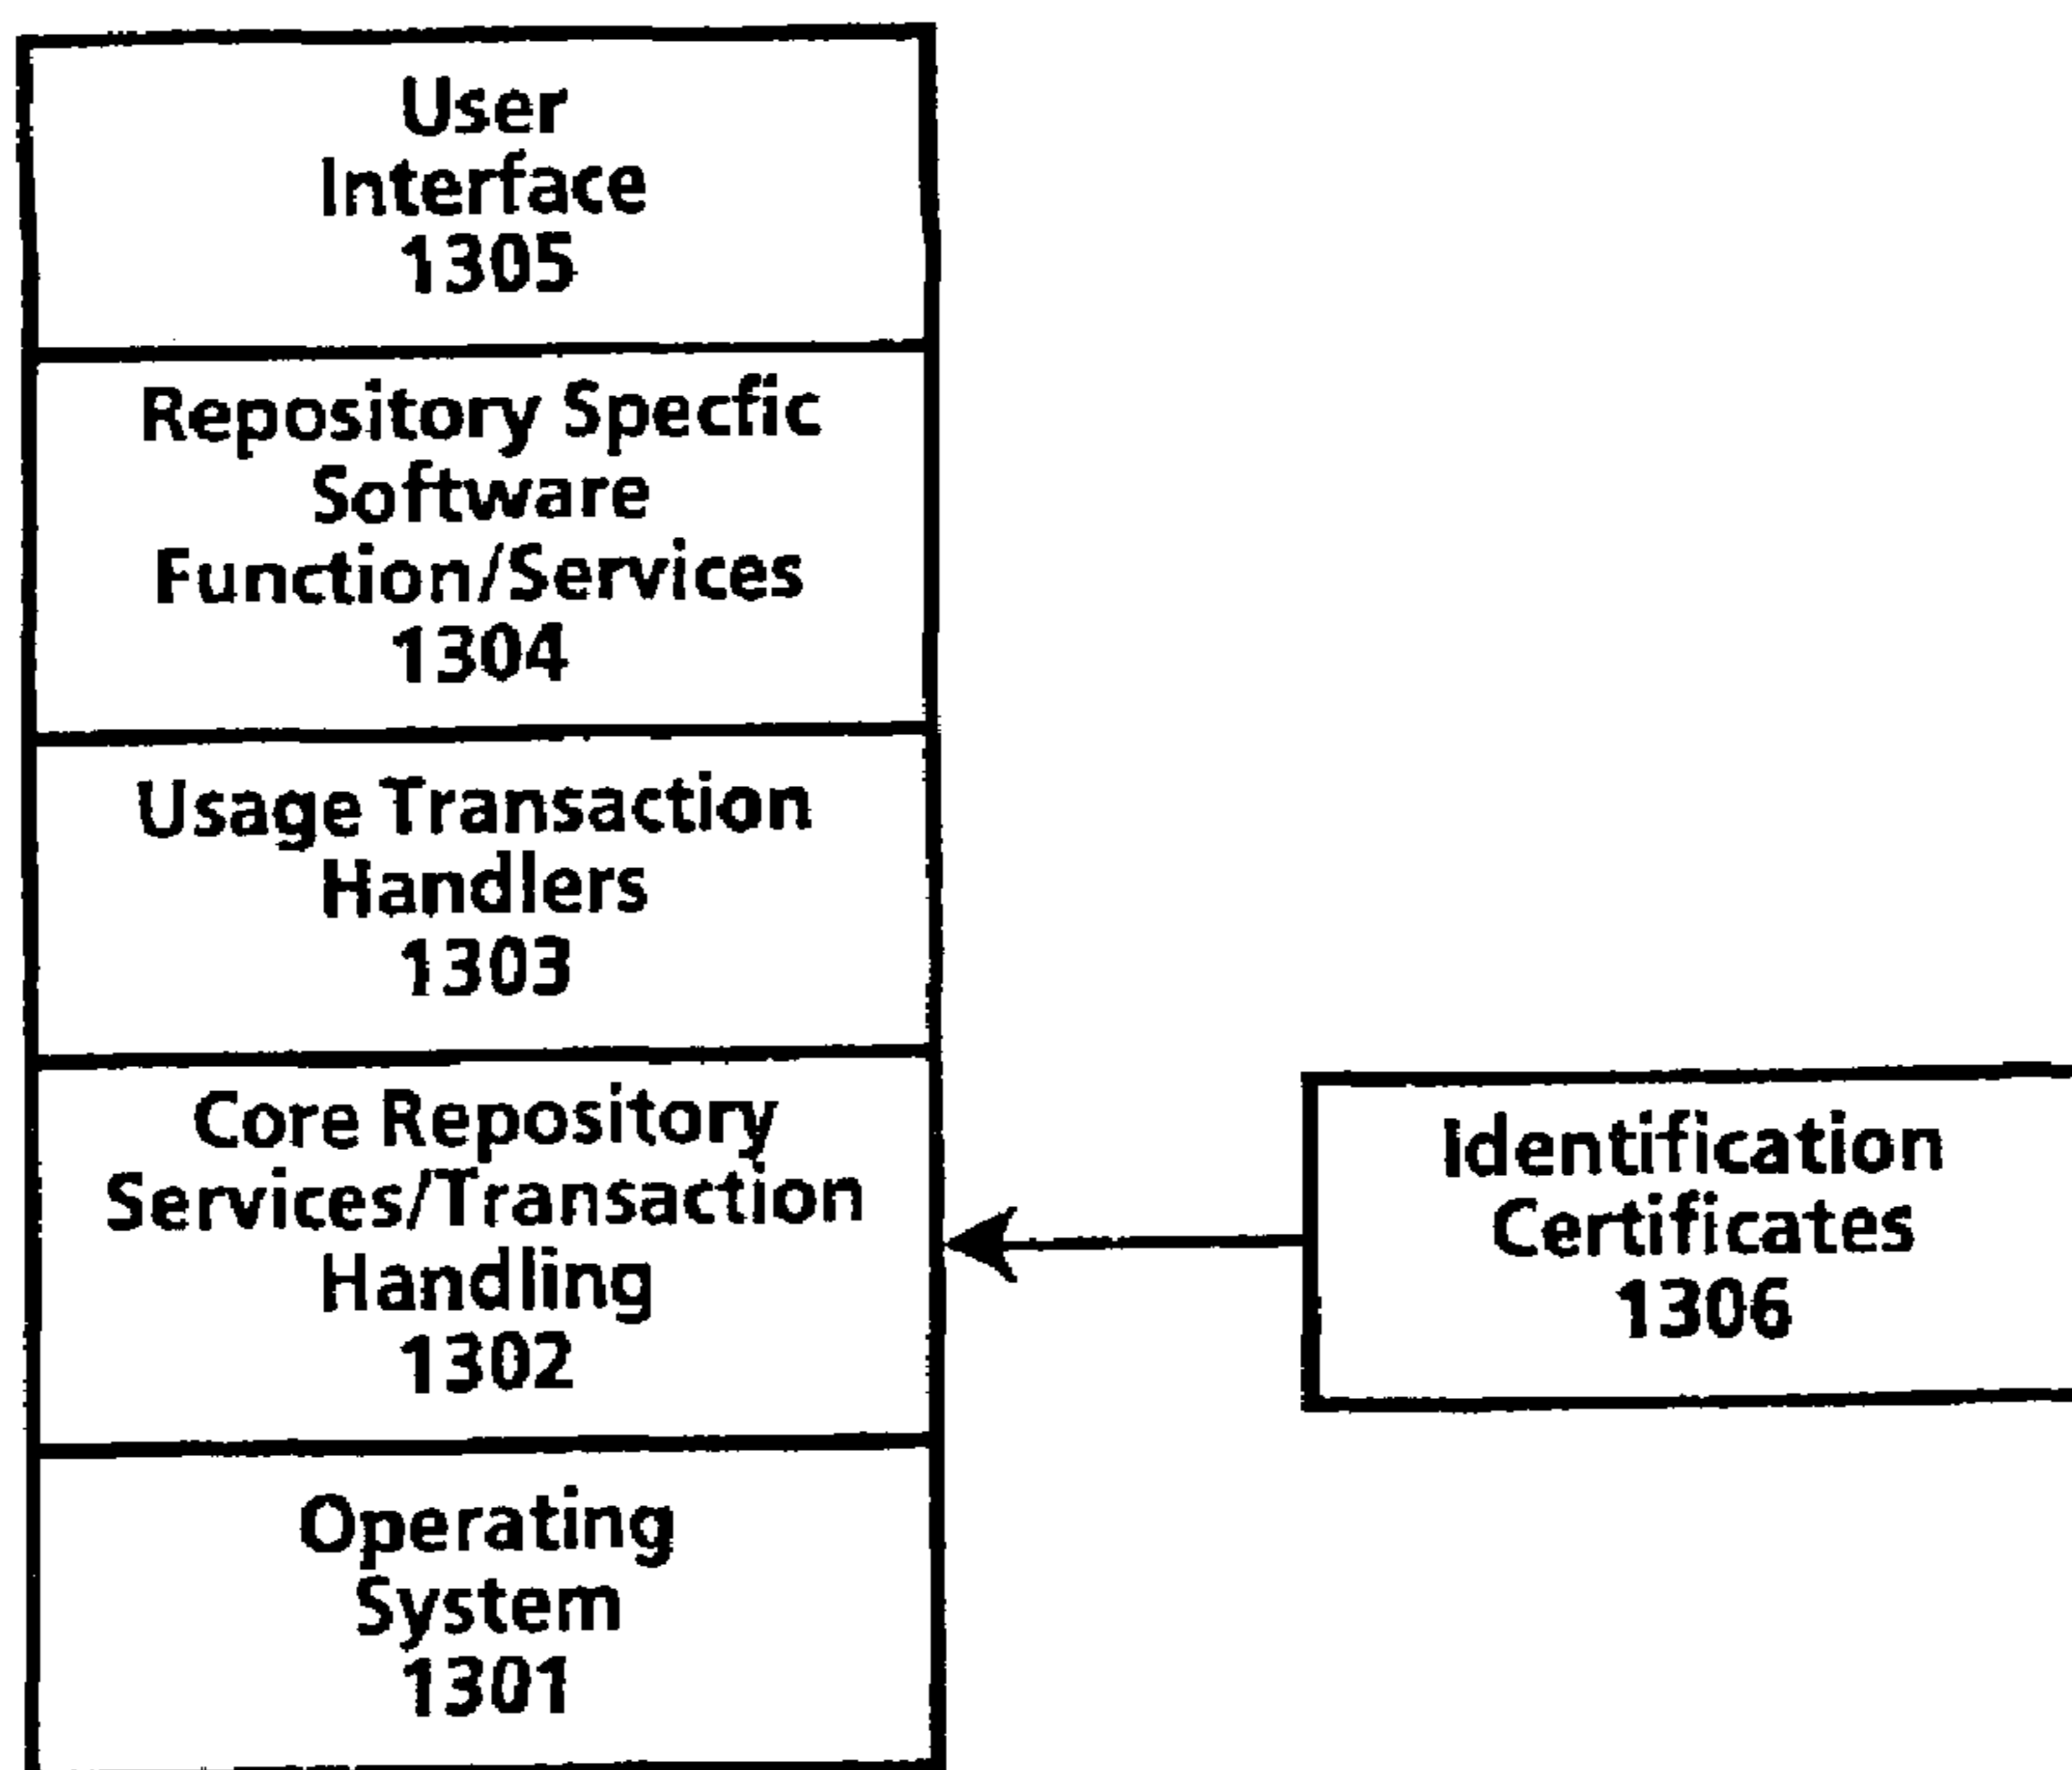 User
Interface
1305
Repository Specfic
Software
Function/Services
1304
Usage Transaction
Handlers
1303
Core Repository
Services/Transaction
Handling
1302
Identification
Certificates
1306
Operating
System
1301